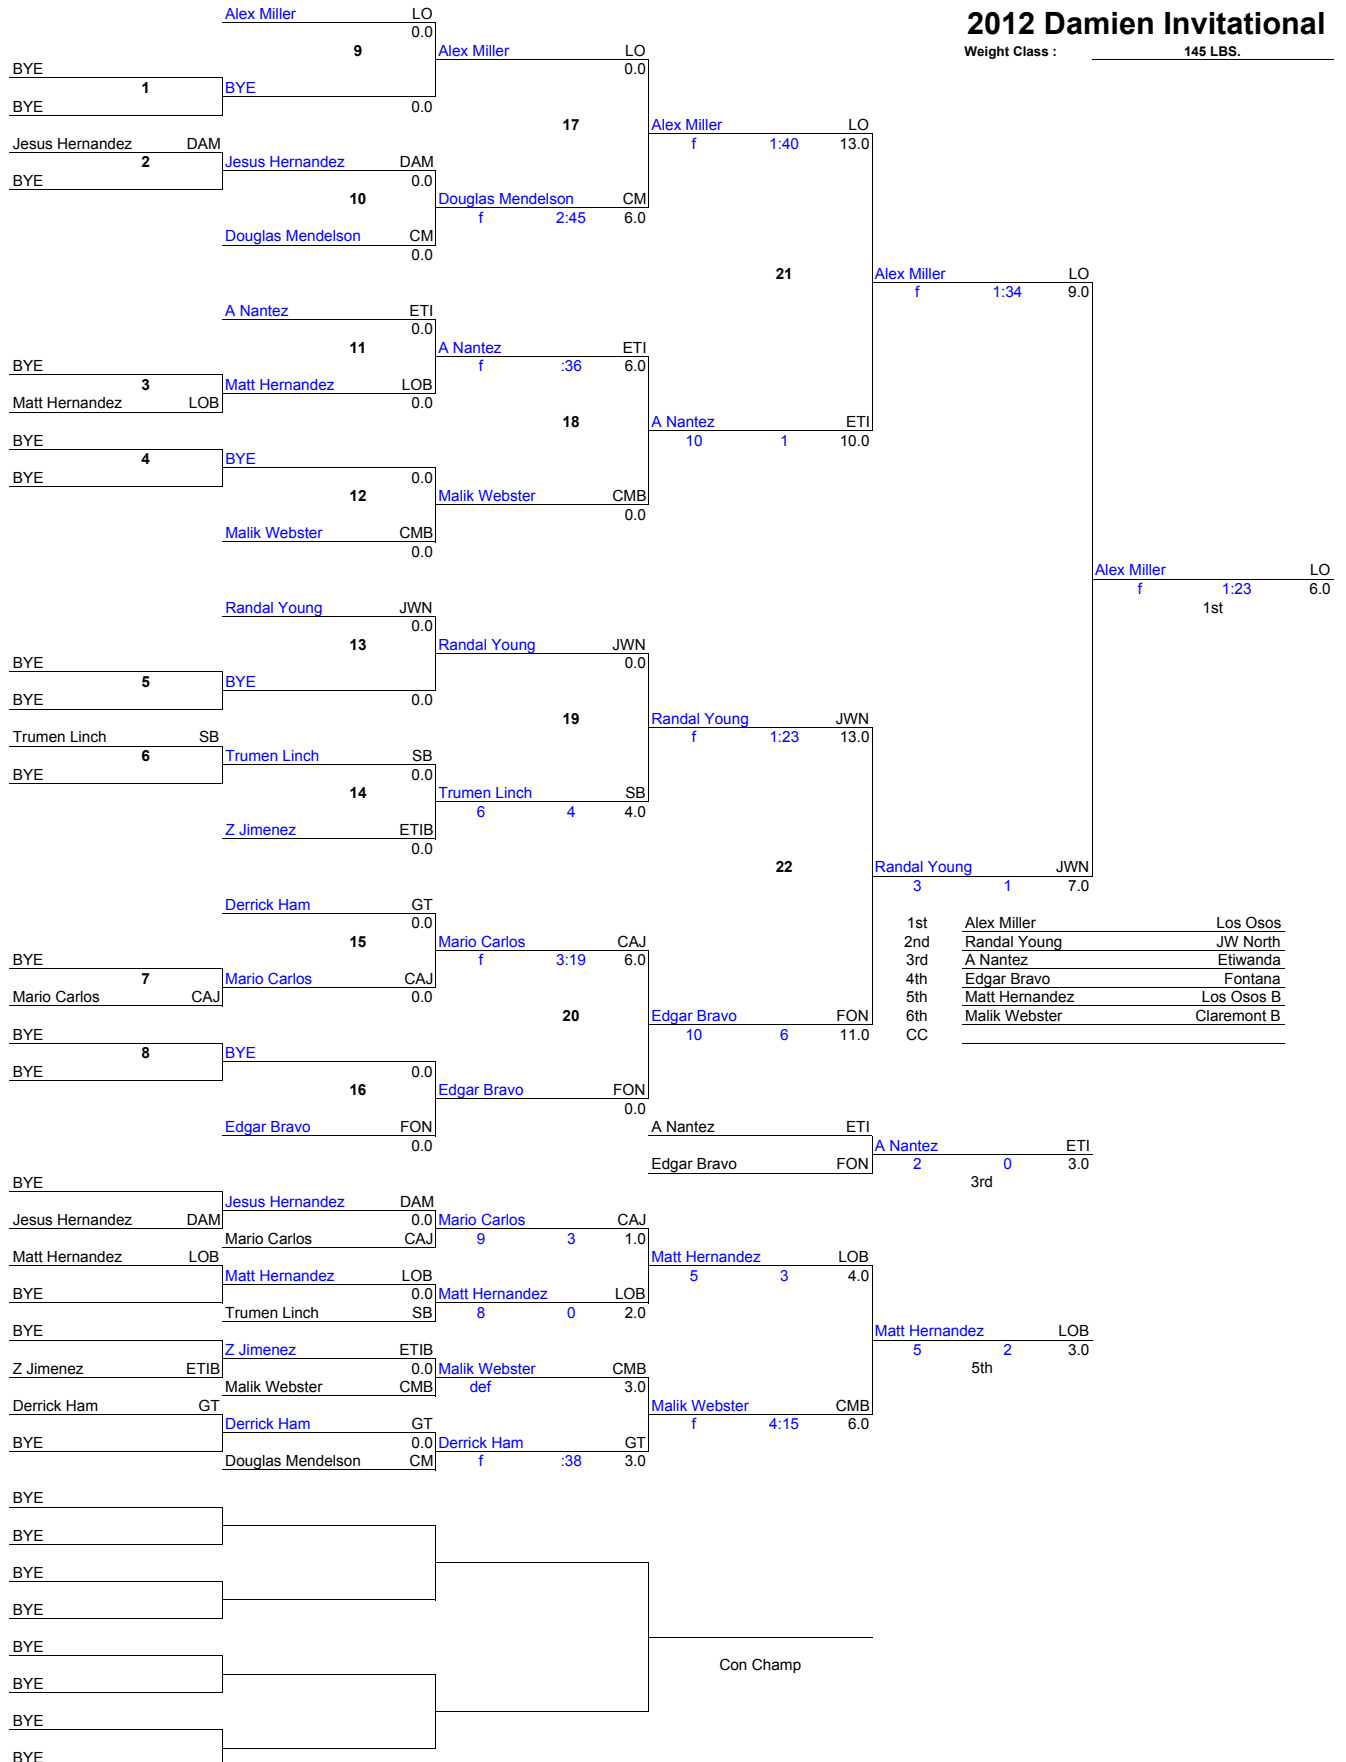 Alex Miller LO
2012 Damien Invitational
0.0
9 Alex Miller LO
Weight Class : 145 LBS.
BYE 0.0
1 BYE
BYE 0.0
17 Alex Miller LO
Jesus Hernandez DAM f 1:40 13.0
2 Jesus Hernandez DAM
BYE 0.0
10 Douglas Mendelson CM
f 2:45 6.0
Douglas Mendelson CM
0.0
21 Alex Miller LO
f 1:34 9.0
A Nantez ETI
0.0
11 A Nantez ETI
BYE f :36 6.0
3 Matt Hernandez LOB
Matt Hernandez LOB 0.0
18 A Nantez ETI
BYE 10 1 10.0
4 BYE
BYE 0.0
12 Malik Webster CMB
0.0
Malik Webster CMB
0.0
Alex Miller LO
f 1:23 6.0
1st
Randal Young JWN
0.0
13 Randal Young JWN
BYE 0.0
5 BYE
BYE 0.0
19 Randal Young JWN
Trumen Linch SB f 1:23 13.0
6 Trumen Linch SB
BYE 0.0
14 Trumen Linch SB
6 4 4.0
Z Jimenez ETIB
0.0
22 Randal Young JWN
3 1 7.0
Derrick Ham GT
0.0
1st Alex Miller Los Osos
15 Mario Carlos CAJ
2nd Randal Young JW North
BYE f 3:19 6.0
3rd A Nantez Etiwanda
7 Mario Carlos CAJ
4th Edgar Bravo Fontana
Mario Carlos CAJ 0.0
5th Matt Hernandez Los Osos B
20 Edgar Bravo FON
6th Malik Webster Claremont B
BYE 10 6 11.0
CC
8 BYE
BYE 0.0
16 Edgar Bravo FON
0.0
Edgar Bravo FON
A Nantez ETI
0.0
A Nantez ETI
Edgar Bravo FON
2 0 3.0
3rd
BYE
Jesus Hernandez DAM
Jesus Hernandez DAM 0.0 Mario Carlos CAJ
Mario Carlos CAJ 9 3 1.0
Matt Hernandez LOB
Matt Hernandez LOB
Matt Hernandez LOB 5 3 4.0
BYE 0.0 Matt Hernandez LOB
Trumen Linch SB 8 0 2.0
BYE
Matt Hernandez LOB
Z Jimenez ETIB 5 2 3.0
Z Jimenez ETIB 0.0 Malik Webster CMB
5th
Malik Webster CMB def 3.0
Derrick Ham GT
Malik Webster CMB
Derrick Ham GT f 4:15 6.0
BYE 0.0 Derrick Ham GT
Douglas Mendelson CM f :38 3.0
BYE
BYE
BYE
BYE
BYE
Con Champ
BYE
BYE
BYE